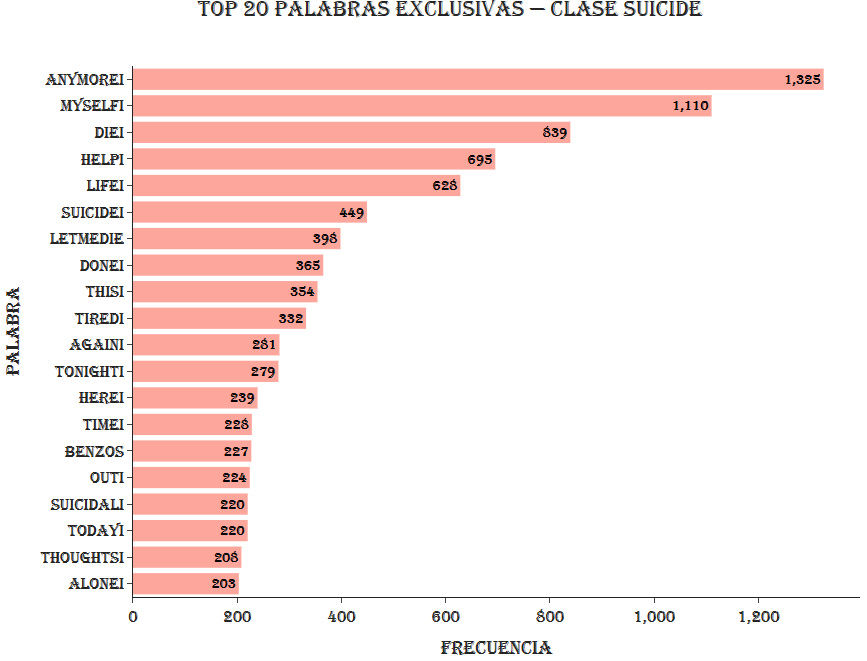 TOP 20 PALABRAS EXCLUSIVAS — CLASE SUICIDE
ANYMOREI 1,325
MYSELFI 1,110
DIEI 839
HELPI 695
LIFEI 628
SUICIDEI 449
LETMEDIE 398
DONEI 365
THISI 354
TIREDI 332
AGAINI 281
TONIGHTI 279
HEREI 239
TIMEI 228
BENZOS 227
OUTI 224
SUICIDALI 220
TODAYI 220
THOUGHTSI 208
ALONEI 203
PALABRA
0 200 400 600 800 1,000 1,200
FRECUENCIA